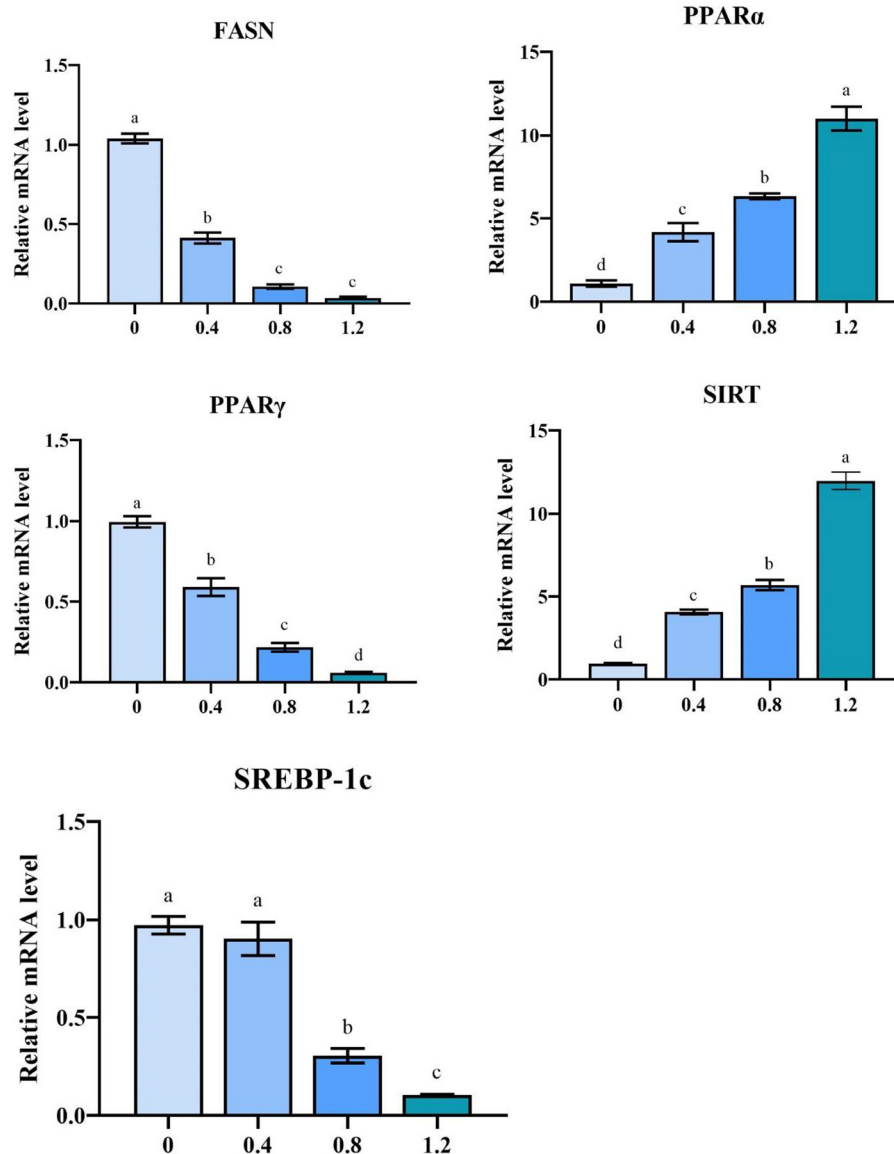 FASN
Relative mRNA level
1.5
1.0
0.5
0.0
a
b
c
c
0 0.4 0.8 1.2
PPARα
Relative mRNA level
15
10
5
0
d
c
b
a
0 0.4 0.8 1.2
PPARγ
Relative mRNA level
1.5
1.0
0.5
0.0
a
b
c
d
0 0.4 0.8 1.2
SIRT
Relative mRNA level
15
10
5
0
d
c
b
a
0 0.4 0.8 1.2
SREBP-1c
Relative mRNA level
1.5
1.0
0.5
0.0
a
a
b
c
0 0.4 0.8 1.2